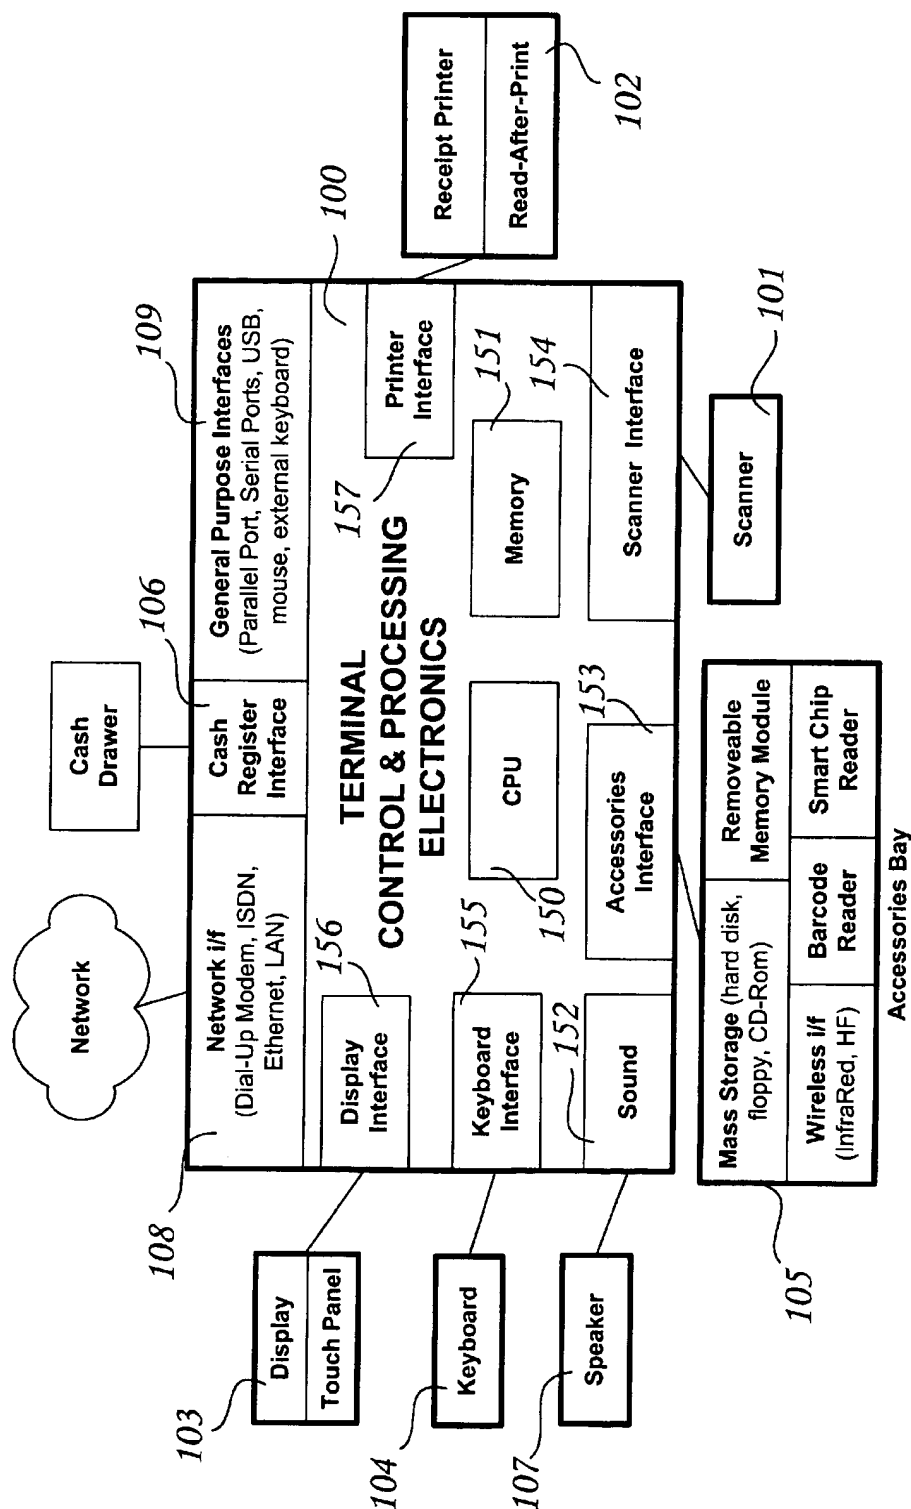 Network
Cash
Drawer
108
Network i/f
(Dial-Up Modem, ISDN,
Ethernet, LAN)
106
Cash
Register
Interface
109
General Purpose Interfaces
(Parallel Port, Serial Ports, USB,
mouse, external keyboard)
100
103
Display
Touch Panel
156
Display
Interface
TERMINAL
CONTROL & PROCESSING
ELECTRONICS
157
Printer
Interface
Receipt Printer
Read-After-Print
102
104
Keyboard
155
Keyboard
Interface
150
CPU
Memory
151
107
Speaker
152
Sound
153
Accessories
Interface
154
Scanner Interface
101
Scanner
105
Mass Storage (hard disk,
floppy, CD-Rom)
Removeable
Memory Module
Wireless i/f
(InfraRed, HF)
Barcode
Reader
Smart Chip
Reader
Accessories Bay